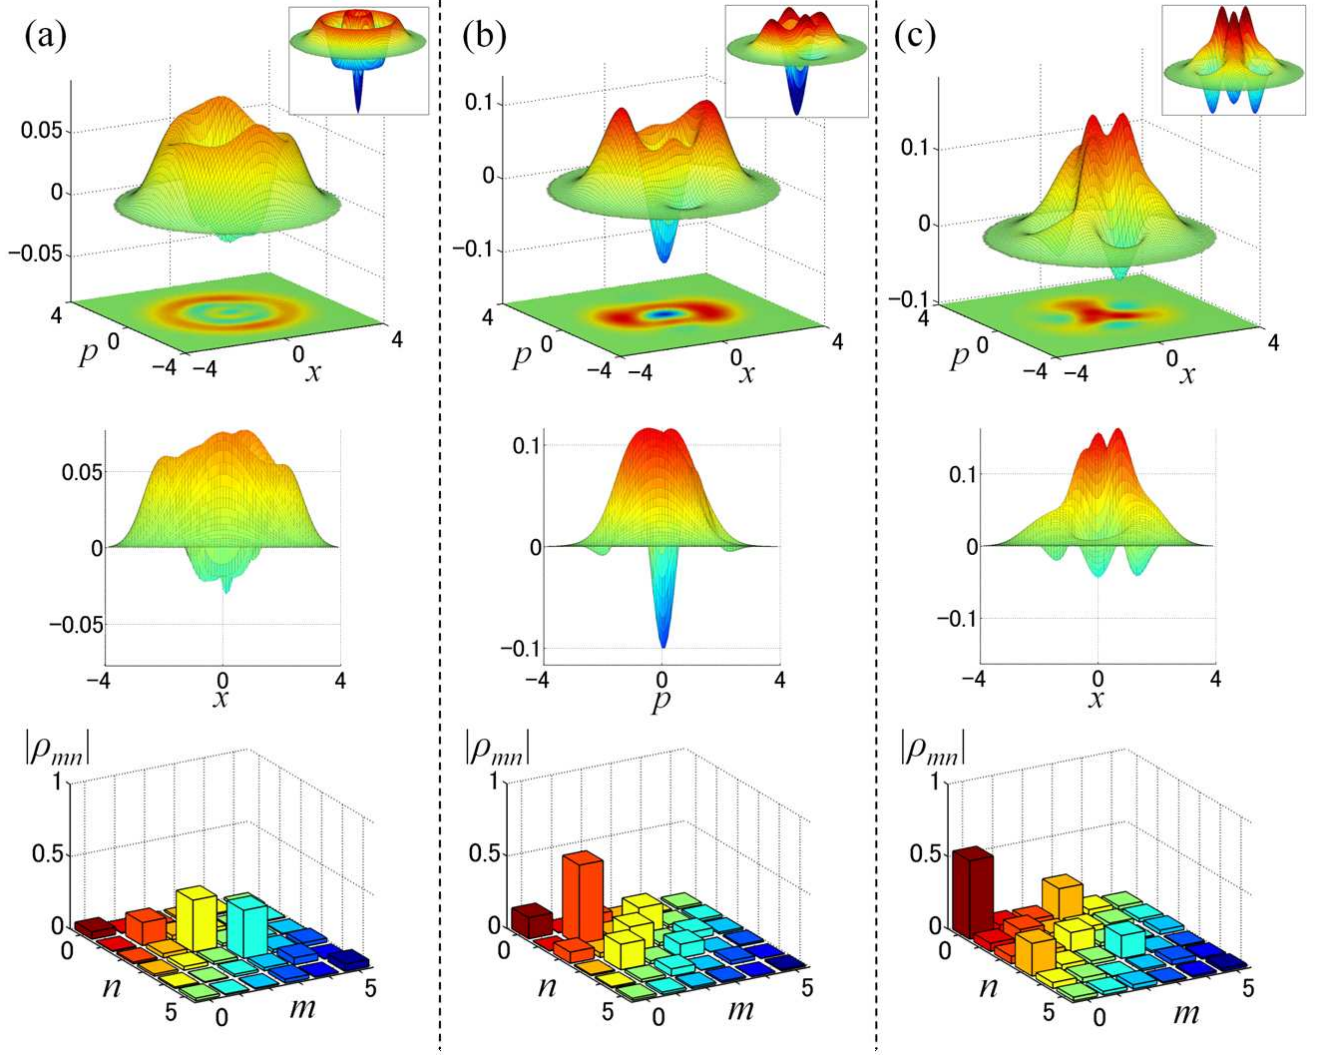 (a) (b) (c)
0.05 0.1 0.1
0 0 0
−0.05 −0.1 −0.1
4 4 4
p 0 p 0 p 0
−4 −4 0 4 −4 −4 0 4 −4 −4 0 4
x x x
0.05 0.1 0.1
0 0 0
−0.05 −0.1 −0.1
−4 0 4 −4 0 4 −4 0 4
x p x
|ρmn| |ρmn| |ρmn|
1 1 1
0.5 0.5 0.5
0 0 0
0 0 0
n m 5 n m 5 n m 5
5 0 5 0 5 0